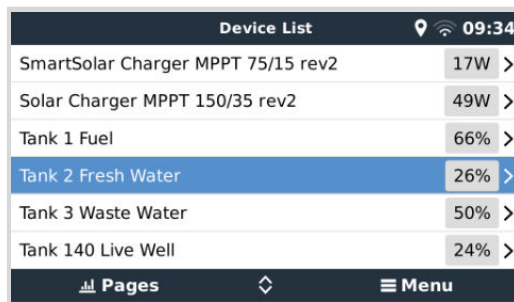 Device List 09:34
SmartSolar Charger MPPT 75/15 rev2 17W
Solar Charger MPPT 150/35 rev2 49W
Tank 1 Fuel 66%
Tank 2 Fresh Water 26%
Tank 3 Waste Water 50%
Tank 140 Live Well 24%
Pages Menu